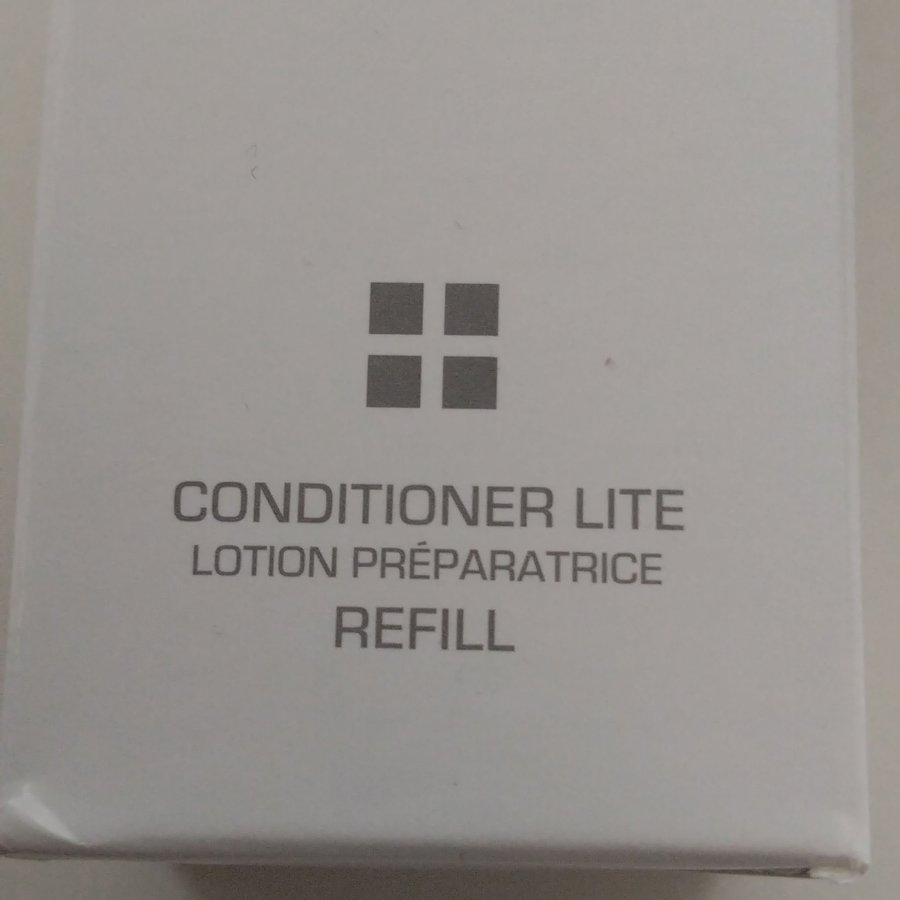 CONDITIONER LITE
LOTION PRÉPARATRICE
REFILL